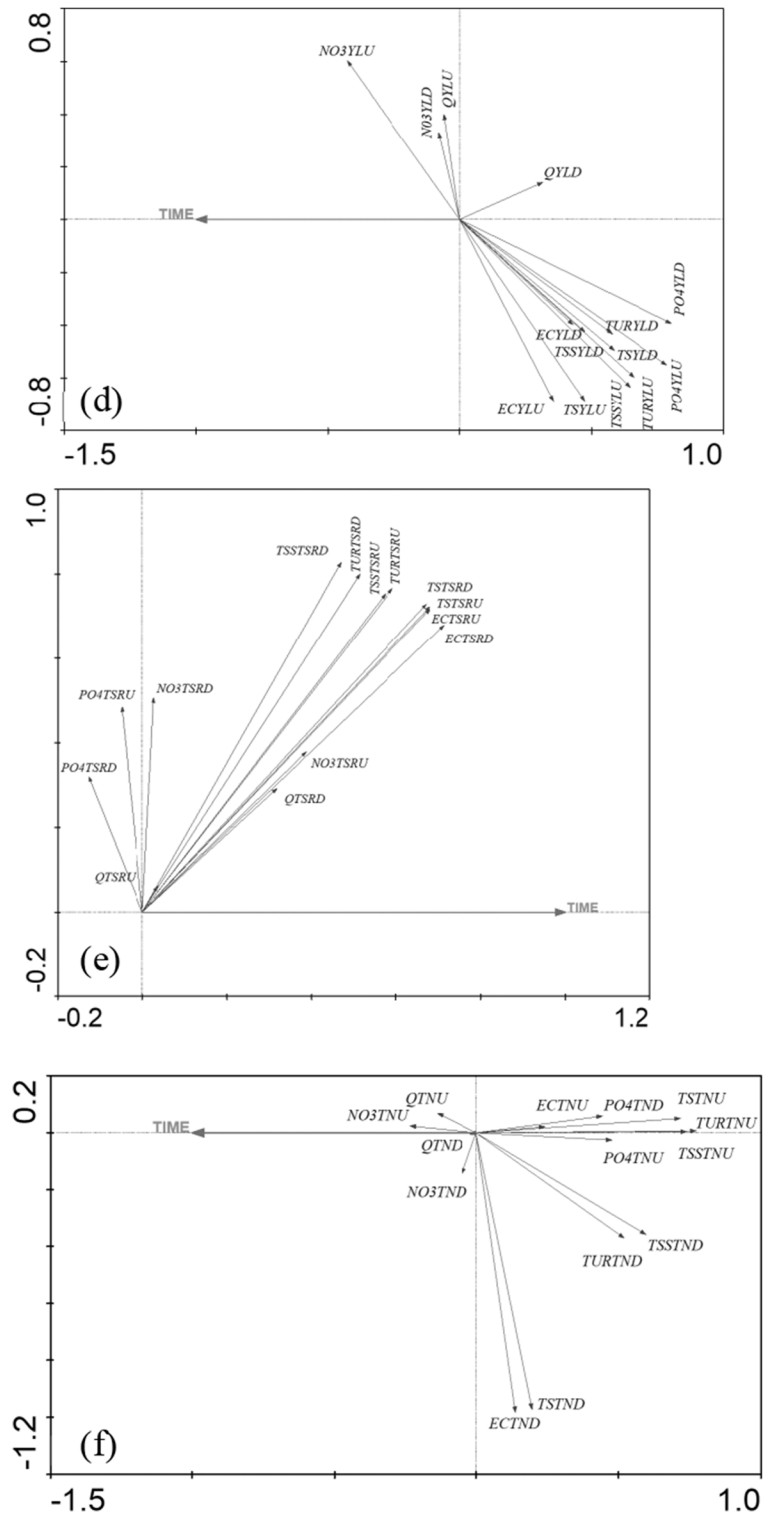 0.8
NO3YLU
N03YLD
QYLU
QYLD
TIME
PO4YLD
TURYLD
ECYLD
TSSYLD
TSYLD
PO4YLU
ECYLU
TSYLU
TSSYLU
TURYLU
(d)
-0.8
-1.5
1.0
1.0
TSSTSRD
TURTSRD
TSSTSRU
TURTSRU
TSTSRD
TSTSRU
ECTSRU
ECTSRD
PO4TSRU
NO3TSRD
PO4TSRD
NO3TSRU
QTSRD
QTSRU
TIME
(e)
-0.2
-0.2
1.2
0.2
QTNU
ECTNU
PO4TND
TSTNU
NO3TNU
TURTNU
TIME
QTND
PO4TNU
TSSTNU
NO3TND
TSSTND
TURTND
TSTND
ECTND
(f)
-1.2
-1.5
1.0